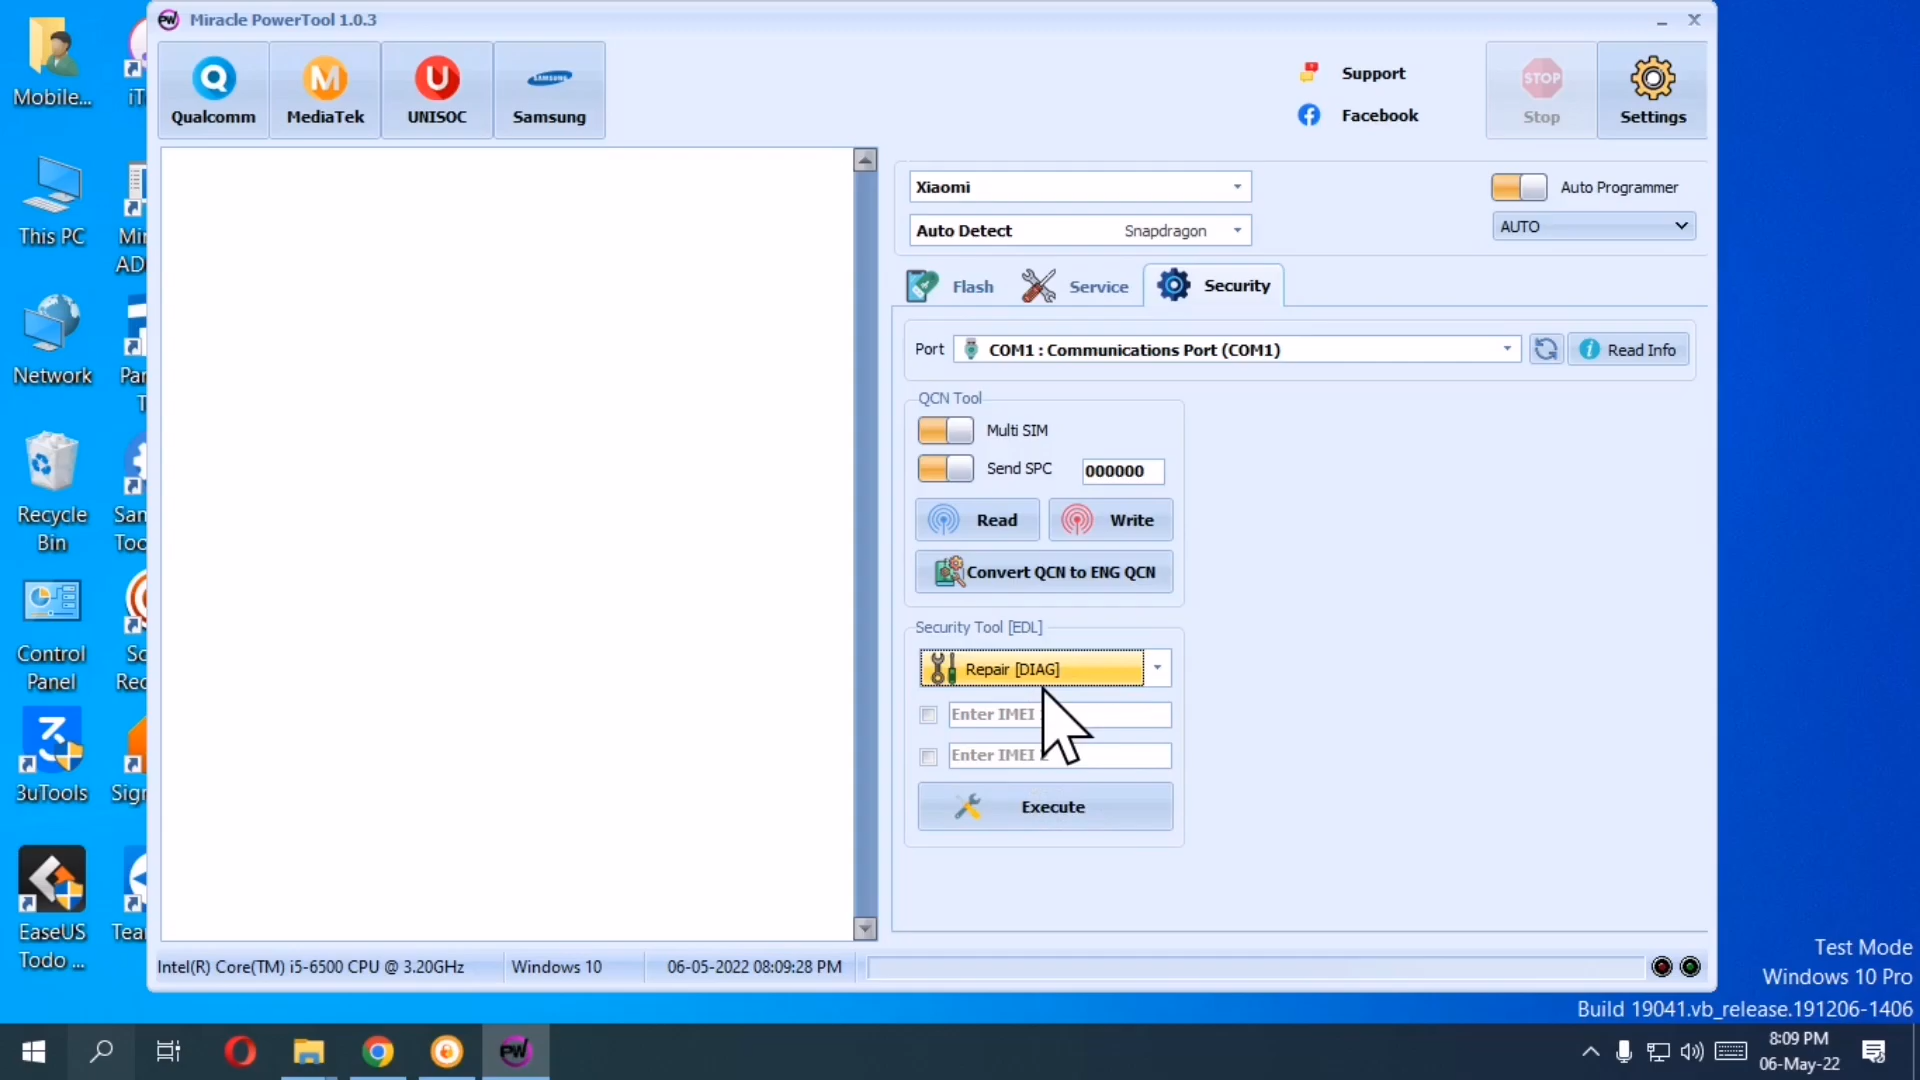 Miracle PowerTool 1.0.3
Qualcomm
MediaTek
UNISOC
SAMSUNG
Samsung
Support
Facebook
STOP
Stop
Settings
Xiaomi
Auto Detect Snapdragon
Auto Programmer
AUTO
Flash Service Security
Port COM1 : Communications Port (COM1) Read Info
QCN Tool
Multi SIM
Send SPC 000000
Read Write
Convert QCN to ENG QCN
Security Tool [EDL]
Repair [DIAG]
Enter IMEI
Enter IMEI
Execute
Intel(R) Core(TM) i5-6500 CPU @ 3.20GHz Windows 10 06-05-2022 08:09:28 PM
Mobile...
This PC
Network
Recycle
Bin
Control
Panel
3uTools
EaseUS
Todo ...
Test Mode
Windows 10 Pro
Build 19041.vb_release.191206-1406
PW
8:09 PM
06-May-22